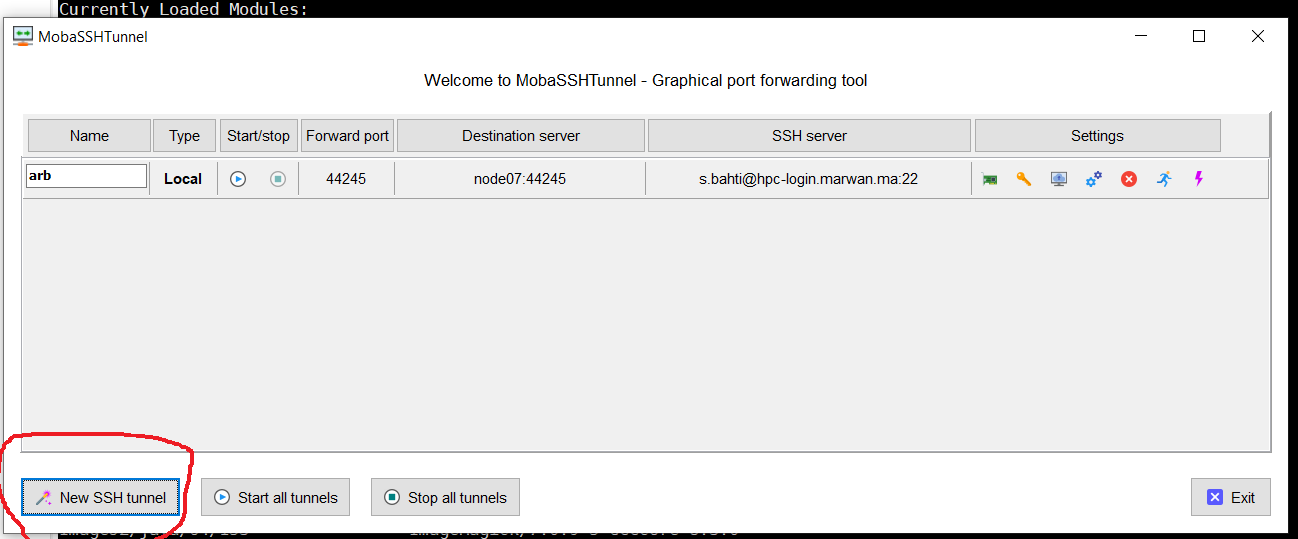 Currently Loaded Modules:
MobaSSHTunnel
Welcome to MobaSSHTunnel - Graphical port forwarding tool
Name Type Start/stop Forward port Destination server SSH server Settings
arb Local 44245 node07:44245 s.bahti@hpc-login.marwan.ma:22
New SSH tunnel Start all tunnels Stop all tunnels Exit